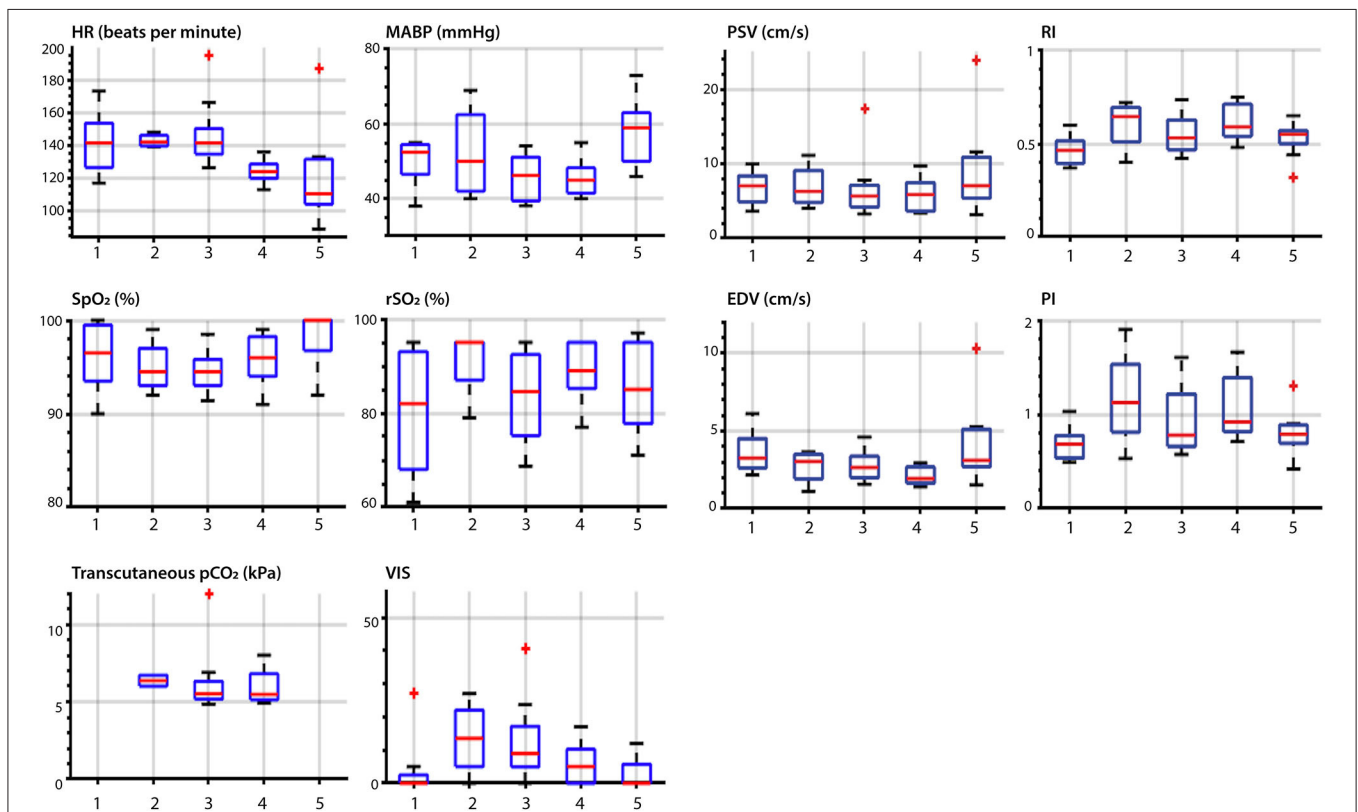 HR (beats per minute)
200
180
160
140
120
100
1 2 3 4 5
MABP (mmHg)
80
60
40
1 2 3 4 5
PSV (cm/s)
20
10
0
1 2 3 4 5
RI
1
0.5
0
1 2 3 4 5
SpO₂ (%)
100
90
80
1 2 3 4 5
rSO₂ (%)
100
80
60
1 2 3 4 5
EDV (cm/s)
10
5
0
1 2 3 4 5
PI
2
1
0
1 2 3 4 5
Transcutaneous pCO₂ (kPa)
10
5
0
1 2 3 4 5
VIS
50
0
1 2 3 4 5